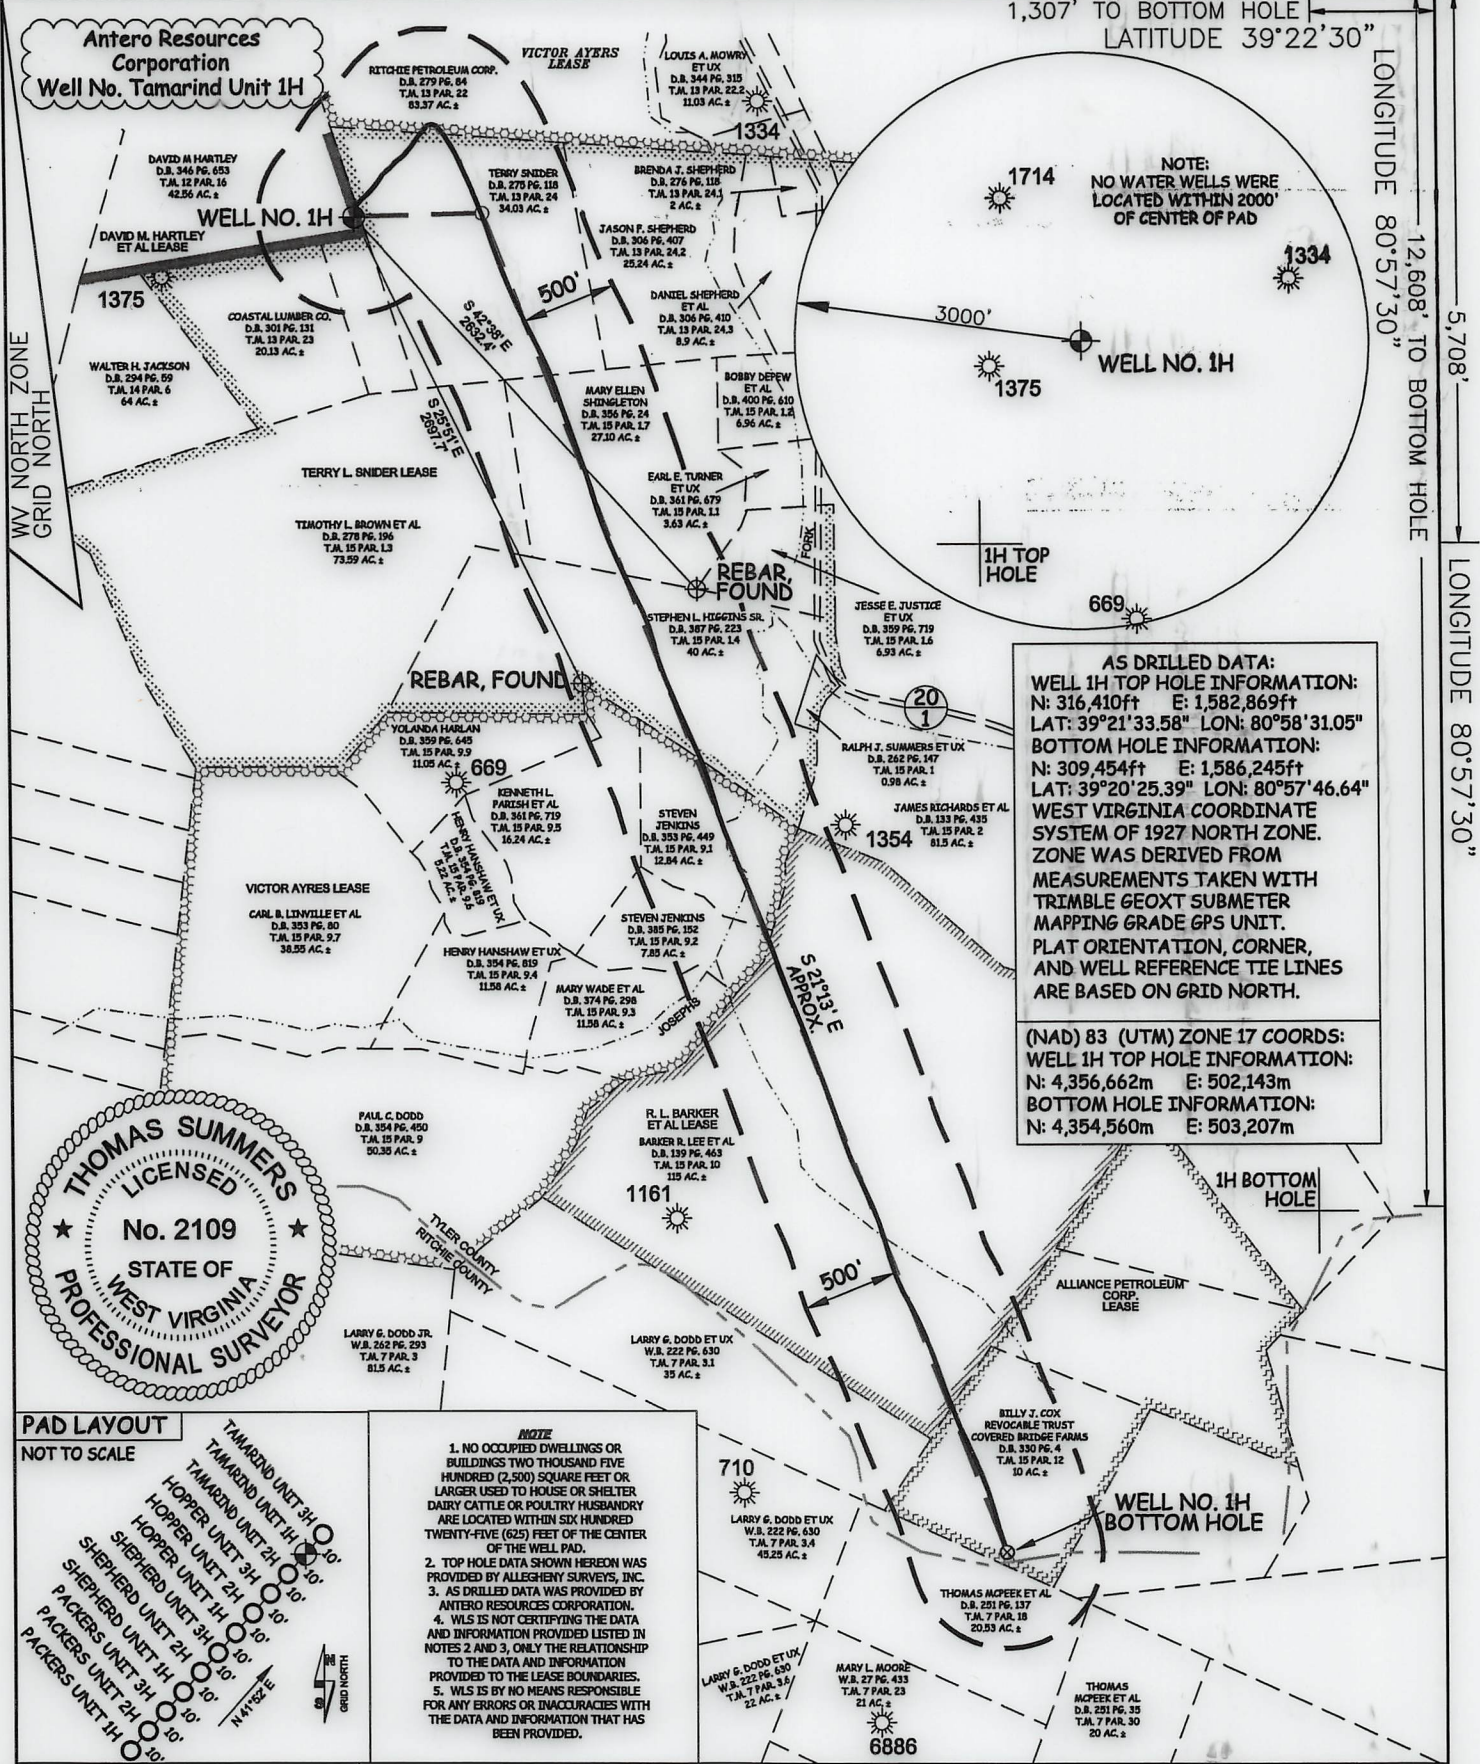 1,307' TO BOTTOM HOLE
LATITUDE 39°22'30"
LONGITUDE 80°57'30"
12,608' TO BOTTOM HOLE
5,708'
LONGITUDE 80°57'30"
Antero Resources
Corporation
Well No. Tamarind Unit 1H
RITCHIE PETROLEUM CORP.
D.B. 279 PG. 84
T.M. 13 PAR. 22
83.37 AC. ±
VICTOR AYERS
LEASE
LOUIS A. MOWRY
ET UX
D.B. 344 PG. 315
T.M. 13 PAR. 22.2
11.03 AC. ±
1334
DAVID M HARTLEY
D.B. 346 PG. 653
T.M. 12 PAR. 16
42.56 AC. ±
WELL NO. 1H
DAVID M. HARTLEY
ET AL LEASE
1375
TERRY SNIDER
D.B. 275 PG. 118
T.M. 13 PAR. 24
34.03 AC. ±
BRENDA J. SHEPHERD
D.B. 276 PG. 115
T.M. 13 PAR. 24.1
2 AC. ±
JASON P. SHEPHERD
D.B. 306 PG. 407
T.M. 13 PAR. 24.2
25.24 AC. ±
500'
DANIEL SHEPHERD
ET AL
D.B. 306 PG. 410
T.M. 13 PAR. 24.3
8.9 AC. ±
COASTAL LUMBER CO.
D.B. 301 PG. 131
T.M. 13 PAR. 23
20.13 AC. ±
S 42°38' E
2632.4'
WALTER H. JACKSON
D.B. 294 PG. 59
T.M. 14 PAR. 6
64 AC. ±
WV NORTH ZONE
GRID NORTH
S 25°51' E
2697.7'
MARY ELLEN
SHINGLETON
D.B. 356 PG. 24
T.M. 15 PAR. 1.7
27.10 AC. ±
BOBBY DEPEW
ET AL
D.B. 400 PG. 610
T.M. 15 PAR. 1.2
6.96 AC. ±
1714
NOTE:
NO WATER WELLS WERE
LOCATED WITHIN 2000'
OF CENTER OF PAD
1334
3000'
WELL NO. 1H
1375
1H TOP
HOLE
669
TERRY L. SNIDER LEASE
TIMOTHY L. BROWN ET AL
D.B. 278 PG. 196
T.M. 15 PAR. 1.3
73.59 AC. ±
EARL E. TURNER
ET UX
D.B. 361 PG. 679
T.M. 15 PAR. 1.1
3.63 AC. ±
FORK
REBAR,
FOUND
STEPHEN L. HIGGINS SR.
D.B. 387 PG. 223
T.M. 15 PAR. 1.4
40 AC. ±
JESSE E. JUSTICE
ET UX
D.B. 359 PG. 719
T.M. 15 PAR. 1.6
6.93 AC. ±
REBAR, FOUND
20
1
YOLANDA HARLAN
D.B. 359 PG. 645
T.M. 15 PAR. 9.9
11.05 AC. ±
669
RALPH J. SUMMERS ET UX
D.B. 262 PG. 147
T.M. 15 PAR. 1
0.98 AC. ±
KENNETH L.
PARISH ET AL
D.B. 361 PG. 719
T.M. 15 PAR. 9.5
16.24 AC. ±
HENRY HANSHAW ET UX
D.B. 354 PG. 819
T.M. 15 PAR. 9.6
5.22 AC. ±
STEVEN
JENKINS
D.B. 353 PG. 449
T.M. 15 PAR. 9.1
12.84 AC. ±
1354
JAMES RICHARDS ET AL
D.B. 133 PG. 435
T.M. 15 PAR. 2
81.5 AC. ±
VICTOR AYRES LEASE
CARL B. LINVILLE ET AL
D.B. 353 PG. 80
T.M. 15 PAR. 9.7
38.55 AC. ±
HENRY HANSHAW ET UX
D.B. 354 PG. 819
T.M. 15 PAR. 9.4
11.58 AC. ±
STEVEN JENKINS
D.B. 385 PG. 152
T.M. 15 PAR. 9.2
7.85 AC. ±
MARY WADE ET AL
D.B. 374 PG. 298
T.M. 15 PAR. 9.3
11.58 AC. ±
JOSEPHS
S 21°13' E
APPROX.
AS DRILLED DATA:
WELL 1H TOP HOLE INFORMATION:
N: 316,410ft E: 1,582,869ft
LAT: 39°21'33.58" LON: 80°58'31.05"
BOTTOM HOLE INFORMATION:
N: 309,454ft E: 1,586,245ft
LAT: 39°20'25.39" LON: 80°57'46.64"
WEST VIRGINIA COORDINATE
SYSTEM OF 1927 NORTH ZONE.
ZONE WAS DERIVED FROM
MEASUREMENTS TAKEN WITH
TRIMBLE GEOXT SUBMETER
MAPPING GRADE GPS UNIT.
PLAT ORIENTATION, CORNER,
AND WELL REFERENCE TIE LINES
ARE BASED ON GRID NORTH.
(NAD) 83 (UTM) ZONE 17 COORDS:
WELL 1H TOP HOLE INFORMATION:
N: 4,356,662m E: 502,143m
BOTTOM HOLE INFORMATION:
N: 4,354,560m E: 503,207m
THOMAS SUMMERS
LICENSED
No. 2109
STATE OF
WEST VIRGINIA
PROFESSIONAL SURVEYOR
PAUL C. DODD
D.B. 354 PG. 450
T.M. 15 PAR. 9
50.35 AC. ±
R. L. BARKER
ET AL LEASE
BARKER R. LEE ET AL
D.B. 139 PG. 463
T.M. 15 PAR. 10
115 AC. ±
1161
TYLER COUNTY
RITCHIE COUNTY
1H BOTTOM
HOLE
ALLIANCE PETROLEUM
CORP.
LEASE
500'
LARRY G. DODD JR.
W.B. 262 PG. 293
T.M. 7 PAR. 3
81.5 AC. ±
LARRY G. DODD ET UX
W.B. 222 PG. 630
T.M. 7 PAR. 3.1
35 AC. ±
BILLY J. COX
REVOCABLE TRUST
COVERED BRIDGE FARMS
D.B. 330 PG. 4
T.M. 15 PAR. 12
10 AC. ±
710
LARRY G. DODD ET UX
W.B. 222 PG. 630
T.M. 7 PAR. 3.4
45.25 AC. ±
WELL NO. 1H
BOTTOM HOLE
THOMAS MCPEEK ET AL
D.B. 251 PG. 137
T.M. 7 PAR. 18
20.53 AC. ±
LARRY G. DODD ET UX
W.B. 222 PG. 630
T.M. 7 PAR. 3.6
22 AC. ±
MARY L. MOORE
W.B. 27 PG. 433
T.M. 7 PAR. 23
21 AC. ±
6886
THOMAS
MCPEEK ET AL
D.B. 251 PG. 35
T.M. 7 PAR. 30
20 AC. ±
PAD LAYOUT
NOT TO SCALE
TAMARIND UNIT 3H
TAMARIND UNIT 1H
TAMARIND UNIT 2H
HOPPER UNIT 3H
HOPPER UNIT 2H
HOPPER UNIT 1H
SHEPHERD UNIT 3H
SHEPHERD UNIT 2H
SHEPHERD UNIT 1H
PACKERS UNIT 3H
PACKERS UNIT 2H
PACKERS UNIT 1H
10'
10'
10'
10'
10'
10'
10'
10'
10'
10'
10'
10'
N 41°52' E
GRID NORTH
NOTE
1. NO OCCUPIED DWELLINGS OR
BUILDINGS TWO THOUSAND FIVE
HUNDRED (2,500) SQUARE FEET OR
LARGER USED TO HOUSE OR SHELTER
DAIRY CATTLE OR POULTRY HUSBANDRY
ARE LOCATED WITHIN SIX HUNDRED
TWENTY-FIVE (625) FEET OF THE CENTER
OF THE WELL PAD.
2. TOP HOLE DATA SHOWN HEREON WAS
PROVIDED BY ALLEGHENY SURVEYS, INC.
3. AS DRILLED DATA WAS PROVIDED BY
ANTERO RESOURCES CORPORATION.
4. WLS IS NOT CERTIFYING THE DATA
AND INFORMATION PROVIDED LISTED IN
NOTES 2 AND 3, ONLY THE RELATIONSHIP
TO THE DATA AND INFORMATION
PROVIDED TO THE LEASE BOUNDARIES.
5. WLS IS BY NO MEANS RESPONSIBLE
FOR ANY ERRORS OR INACCURACIES WITH
THE DATA AND INFORMATION THAT HAS
BEEN PROVIDED.